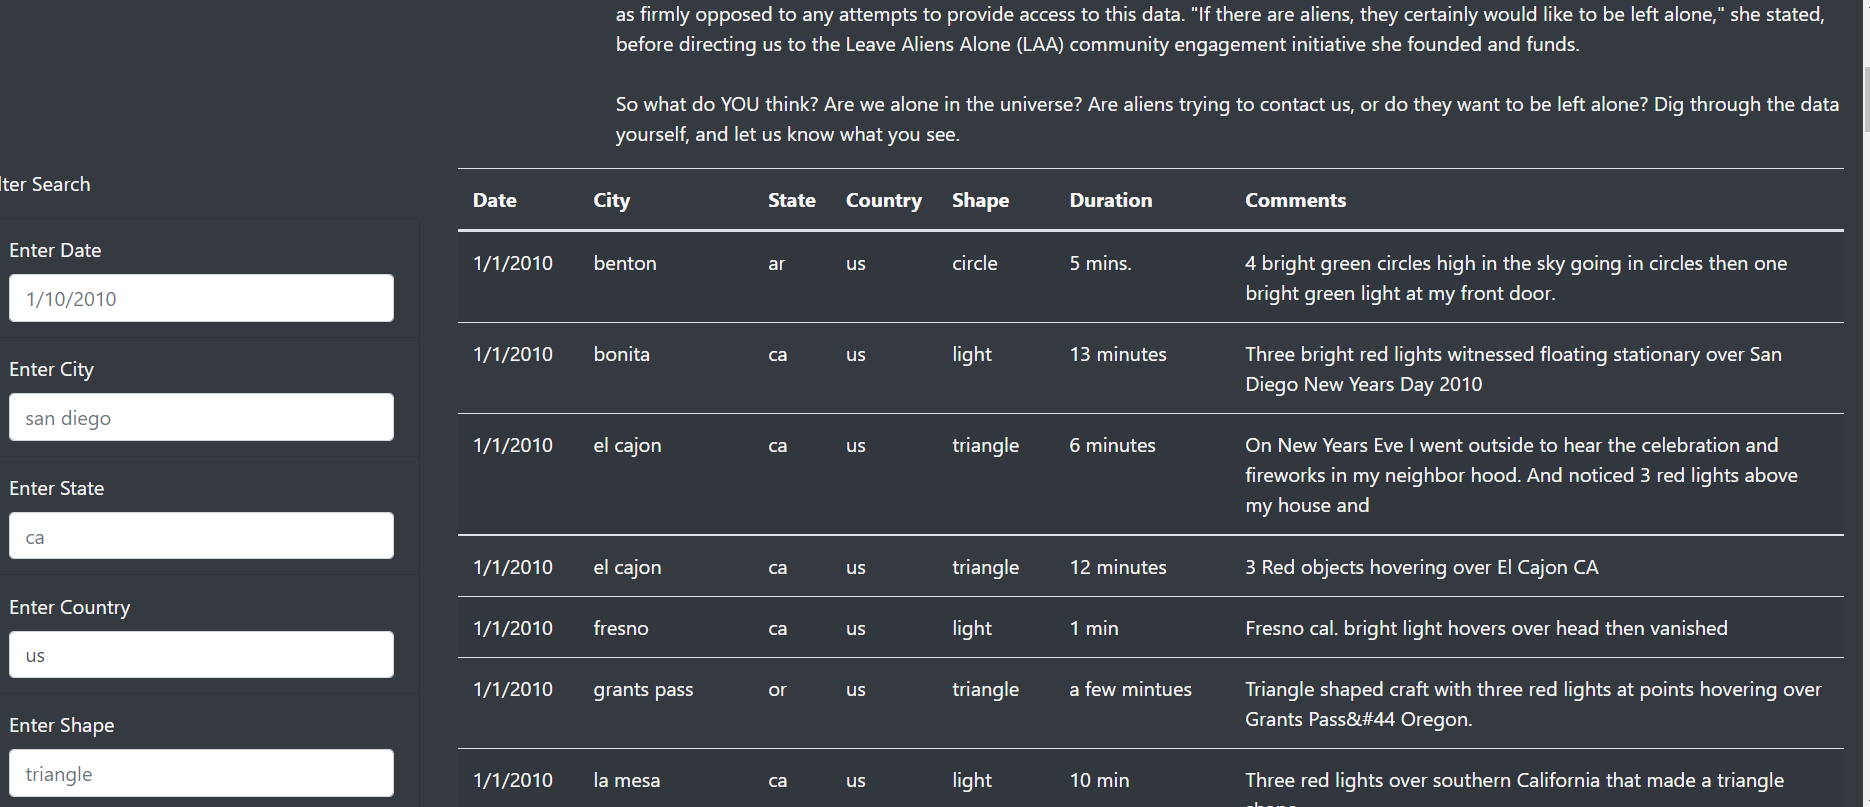 as firmly opposed to any attempts to provide access to this data. "If there are aliens, they certainly would like to be left alone," she stated,
before directing us to the Leave Aliens Alone (LAA) community engagement initiative she founded and funds.
So what do YOU think? Are we alone in the universe? Are aliens trying to contact us, or do they want to be left alone? Dig through the data
yourself, and let us know what you see.
lter Search
Enter Date
1/10/2010
Enter City
san diego
Enter State
ca
Enter Country
us
Enter Shape
triangle
Date City State Country Shape Duration Comments
1/1/2010 benton ar us circle 5 mins. 4 bright green circles high in the sky going in circles then one
bright green light at my front door.
1/1/2010 bonita ca us light 13 minutes Three bright red lights witnessed floating stationary over San
Diego New Years Day 2010
1/1/2010 el cajon ca us triangle 6 minutes On New Years Eve I went outside to hear the celebration and
fireworks in my neighbor hood. And noticed 3 red lights above
my house and
1/1/2010 el cajon ca us triangle 12 minutes 3 Red objects hovering over El Cajon CA
1/1/2010 fresno ca us light 1 min Fresno cal. bright light hovers over head then vanished
1/1/2010 grants pass or us triangle a few mintues Triangle shaped craft with three red lights at points hovering over
Grants Pass&#44 Oregon.
1/1/2010 la mesa ca us light 10 min Three red lights over southern California that made a triangle